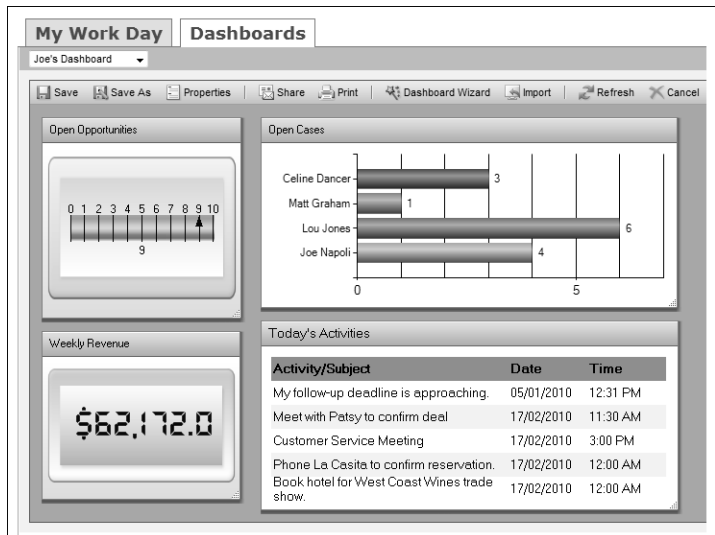 My Work Day Dashboards
Joe's Dashboard
Save Save As Properties Share Print Dashboard Wizard Import Refresh Cancel
Open Opportunities
0 1 2 3 4 5 6 7 8 9 10
9
Open Cases
Celine Dancer 3
Matt Graham 1
Lou Jones 6
Joe Napoli 4
0 5
Weekly Revenue
$62,172.0
Today's Activities
Activity/Subject Date Time
My follow-up deadline is approaching. 05/01/2010 12:31 PM
Meet with Patsy to confirm deal 17/02/2010 11:30 AM
Customer Service Meeting 17/02/2010 3:00 PM
Phone La Casita to confirm reservation. 17/02/2010 12:00 AM
Book hotel for West Coast Wines trade
show. 17/02/2010 12:00 AM